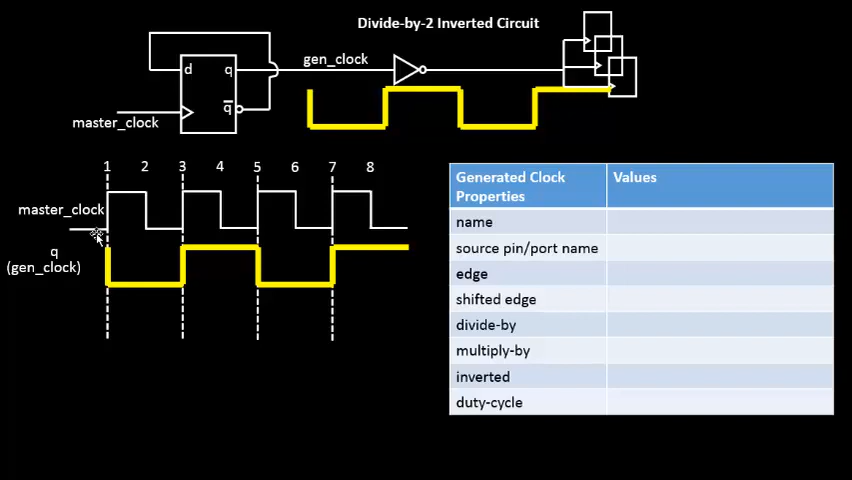 Divide-by-2 Inverted Circuit
d
q
gen_clock
q
master_clock
1 2 3 4 5 6 7 8
master_clock
q
(gen_clock)
Generated Clock
Properties
Values
name
source pin/port name
edge
shifted edge
divide-by
multiply-by
inverted
duty-cycle